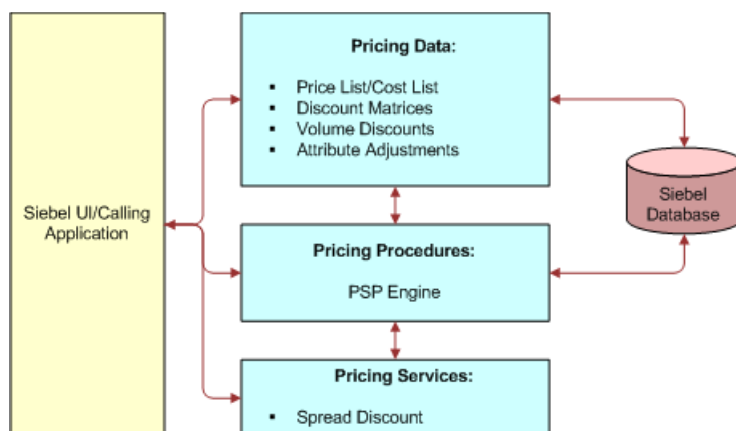 Siebel UI/Calling
Application
Pricing Data:
▪ Price List/Cost List
▪ Discount Matrices
▪ Volume Discounts
▪ Attribute Adjustments
Siebel
Database
Pricing Procedures:
PSP Engine
Pricing Services:
▪ Spread Discount